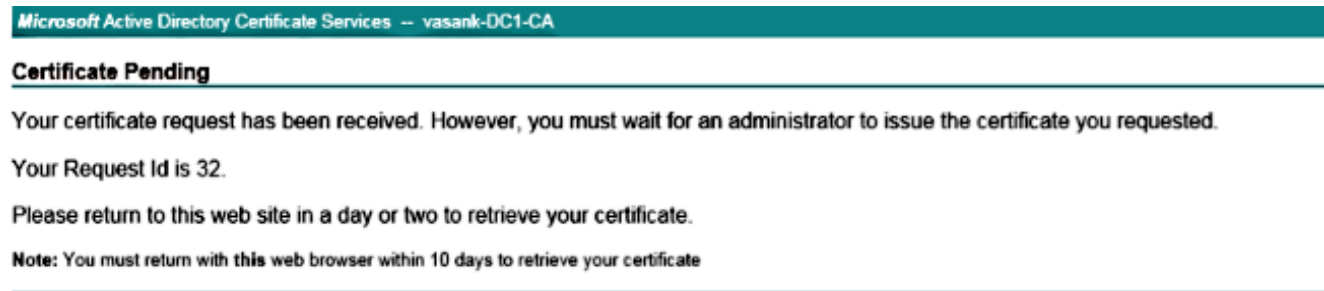 Microsoft Active Directory Certificate Services -- vasank-DC1-CA
Certificate Pending
Your certificate request has been received. However, you must wait for an administrator to issue the certificate you requested.
Your Request Id is 32.
Please return to this web site in a day or two to retrieve your certificate.
Note: You must return with this web browser within 10 days to retrieve your certificate